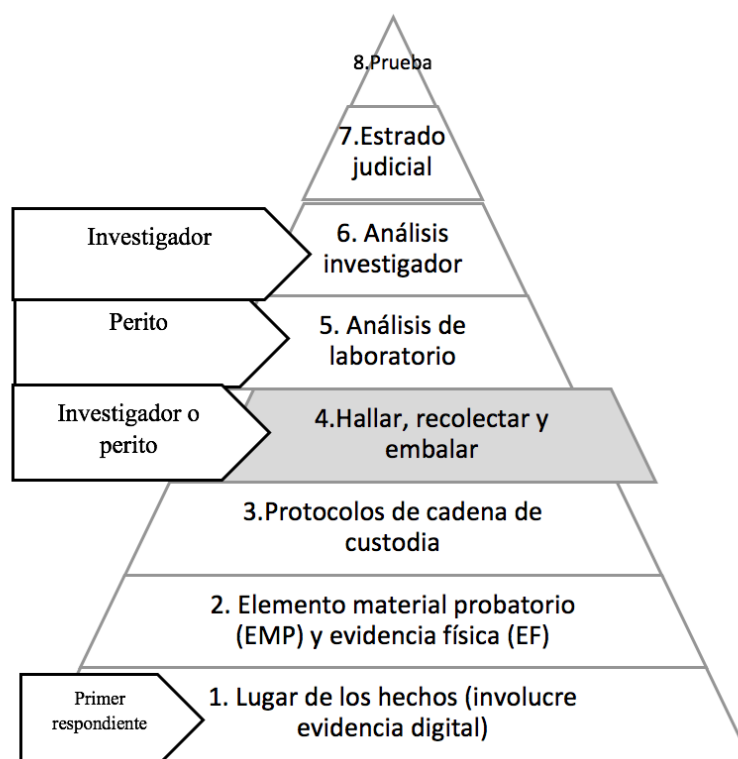 8.Prueba
7.Estrado
judicial
Investigador
6. Análisis
investigador
Perito
5. Análisis de
laboratorio
Investigador o
perito
4.Hallar, recolectar y
embalar
3.Protocolos de cadena de
custodia
2. Elemento material probatorio
(EMP) y evidencia física (EF)
Primer
respondiente
1. Lugar de los hechos (involucre
evidencia digital)